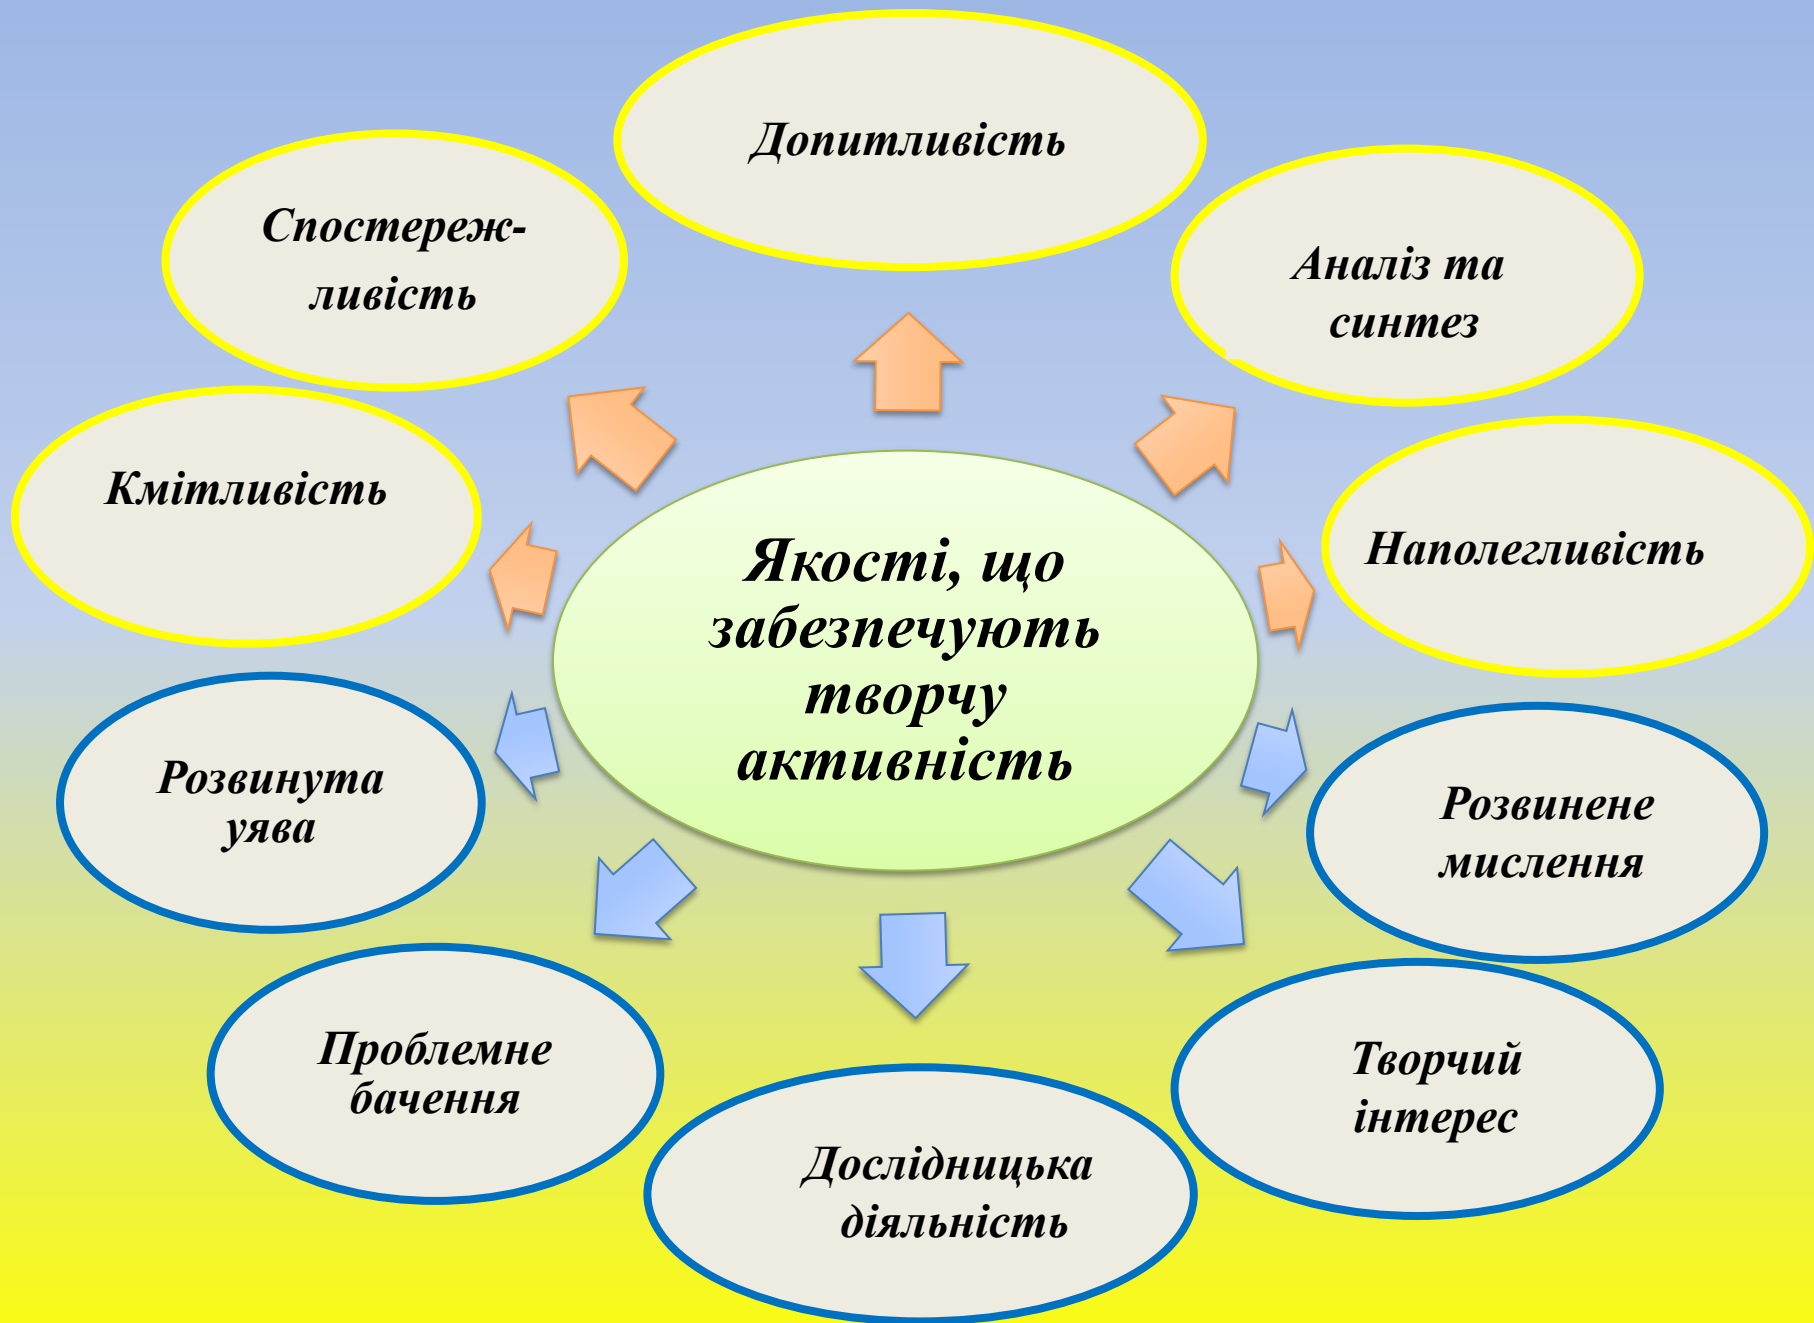 Допитливість
Спостереж-
ливість
Аналіз та
синтез
Кмітливість
Наполегливість
Якості, що
забезпечують
творчу
активність
Розвинута
уява
Розвинене
мислення
Проблемне
бачення
Творчий
інтерес
Дослідницька
діяльність